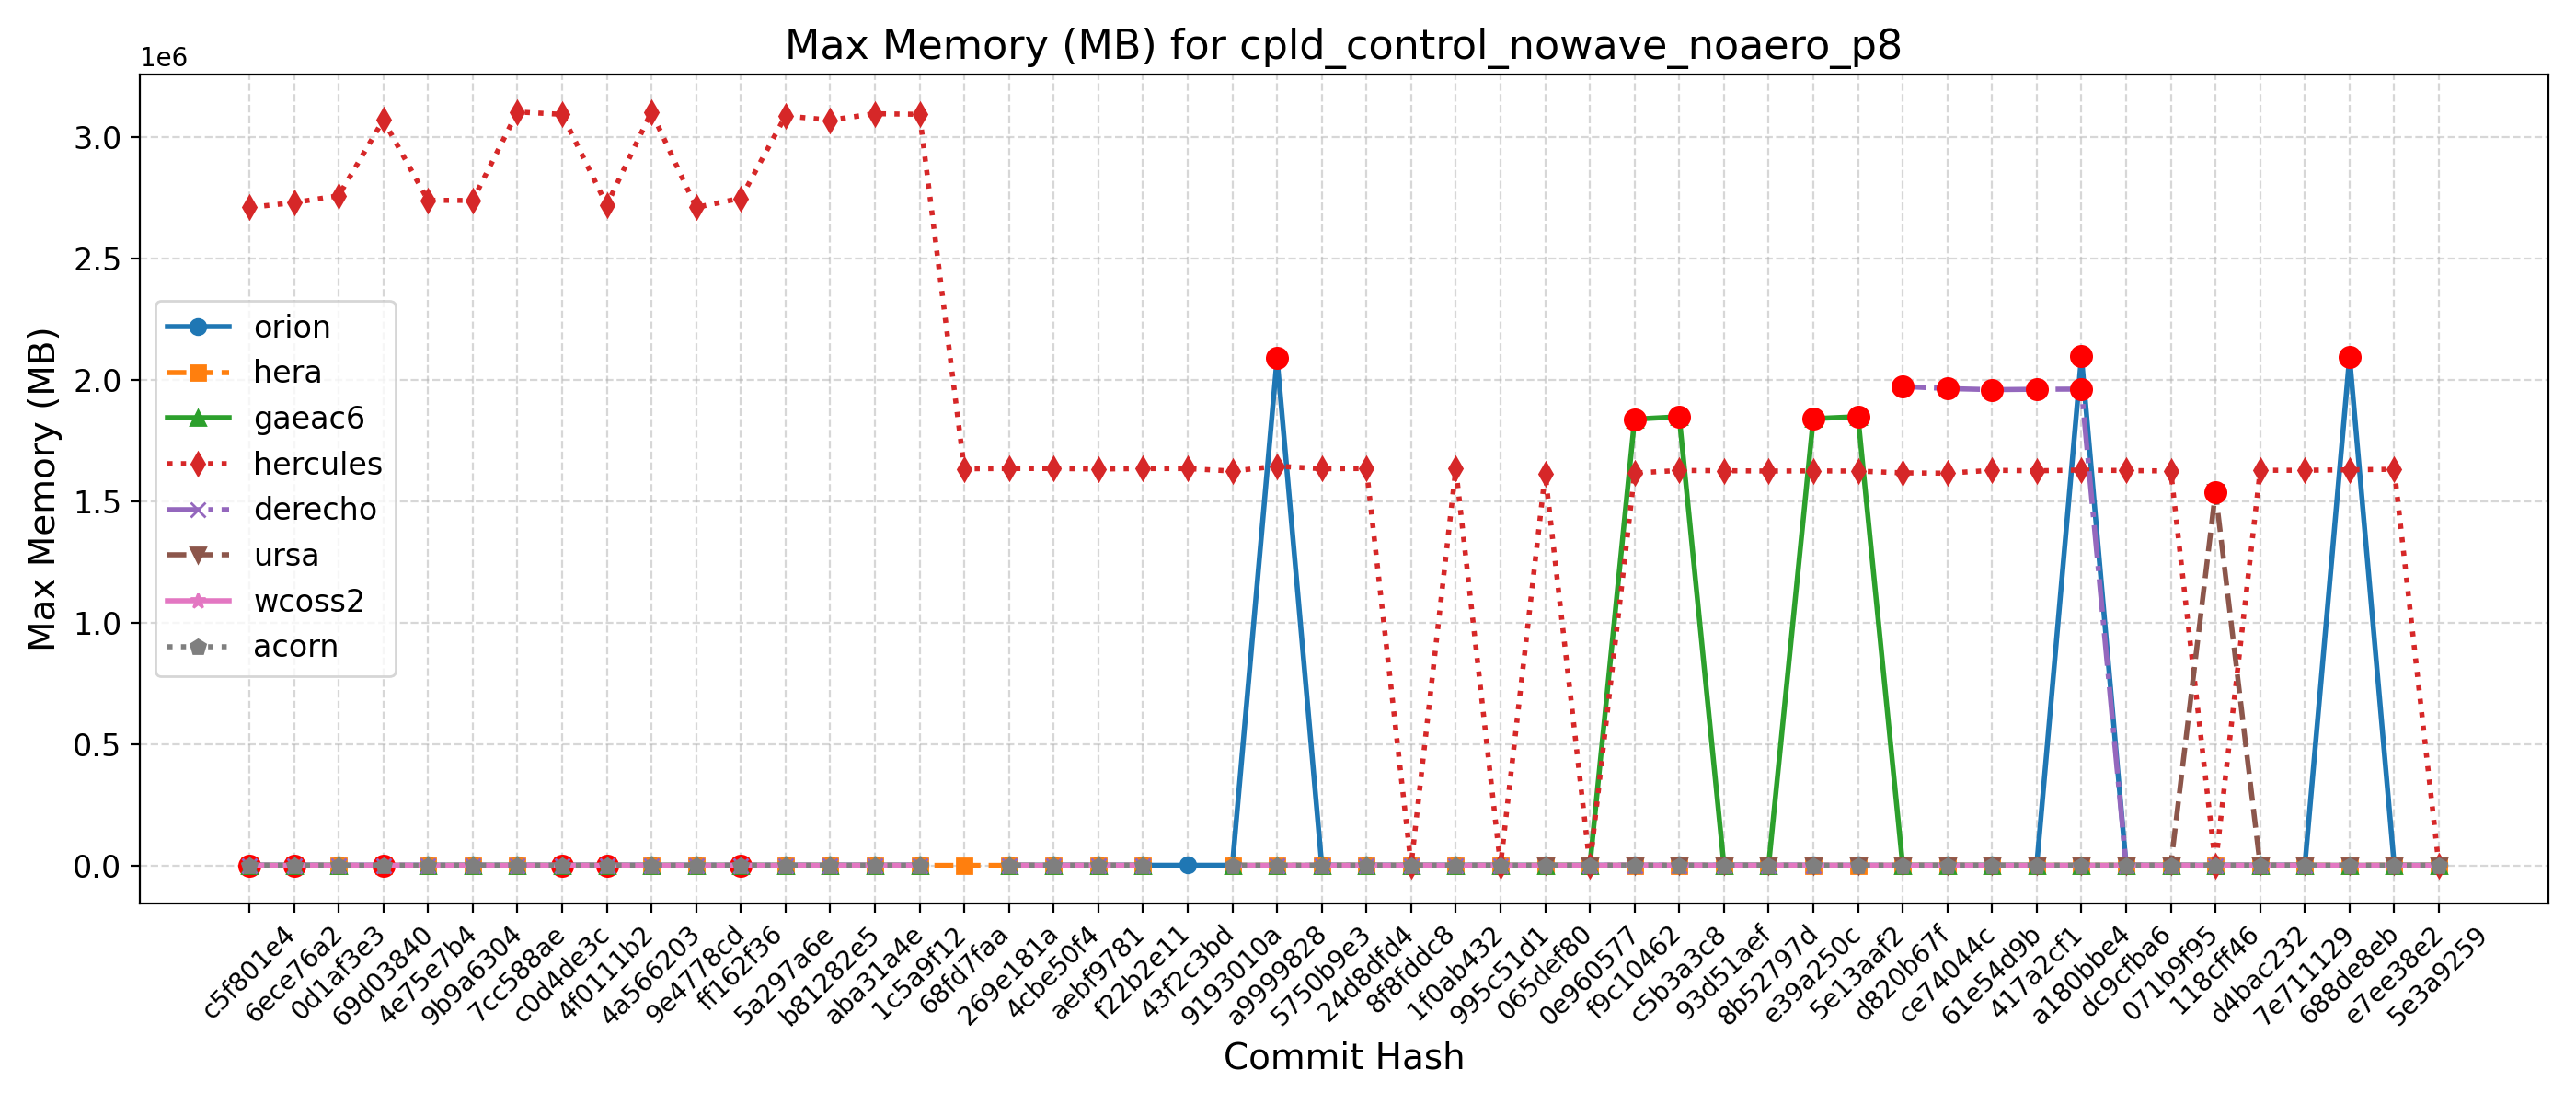 Max Memory (MB) for cpld_control_nowave_noaero_p8
1e6
3.0
2.5
2.0
1.5
1.0
0.5
0.0
Max Memory (MB)
orion
hera
gaeac6
hercules
derecho
ursa
wcoss2
acorn
c5f801e4
6ece76a2
0d1af3e3
69d03840
4e75e7b4
9b9a6304
7cc588ae
c0d4de3c
4f0111b2
4a566203
9e4778cd
ff162f36
5a297a6e
b81282e5
aba31a4e
1c5a9f12
68fd7faa
269e181a
4cbe50f4
aebf9781
f22b2e11
43f2c3bd
9193010a
a9999828
5750b9e3
24d8dfd4
8f8fddc8
1f0ab432
995c51d1
065def80
0e960577
f9c10462
c5b3a3c8
93d51aef
8b52797d
e39a250c
5e13aaf2
d820b67f
ce74044c
61e54d9b
417a2cf1
a180bbe4
dc9cfba6
071b9f95
118cff46
d4bac232
7e711129
688de8eb
e7ee38e2
5e3a9259
Commit Hash